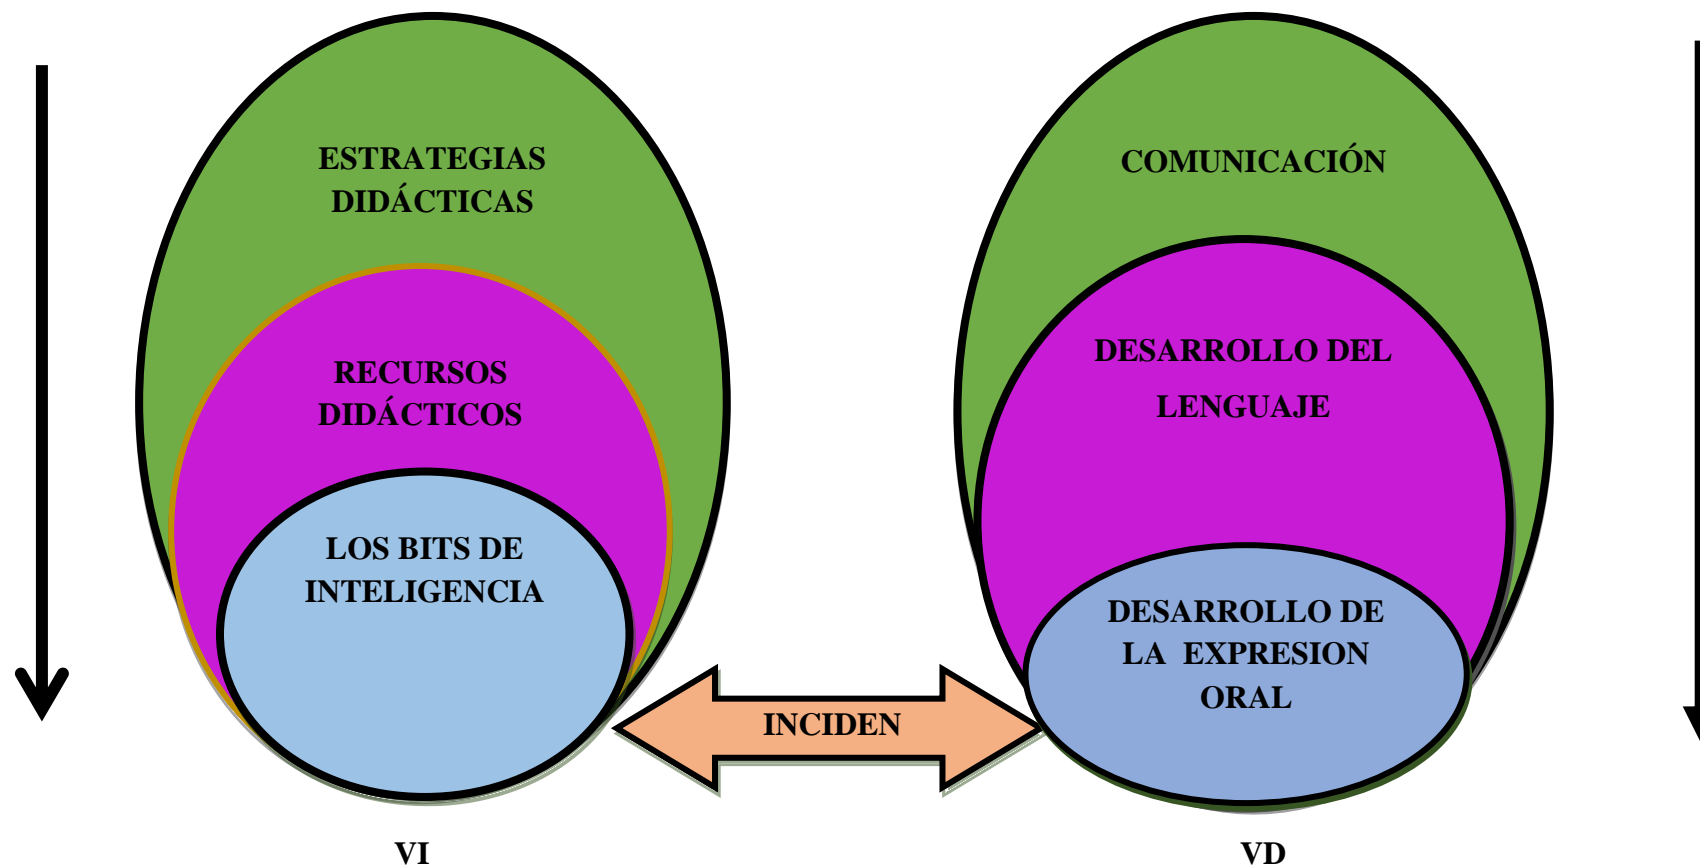 ESTRATEGIAS
DIDÁCTICAS
RECURSOS
DIDÁCTICOS
LOS BITS DE
INTELIGENCIA
INCIDEN
COMUNICACIÓN
DESARROLLO DEL
LENGUAJE
DESARROLLO DE
LA EXPRESION
ORAL
VI
VD